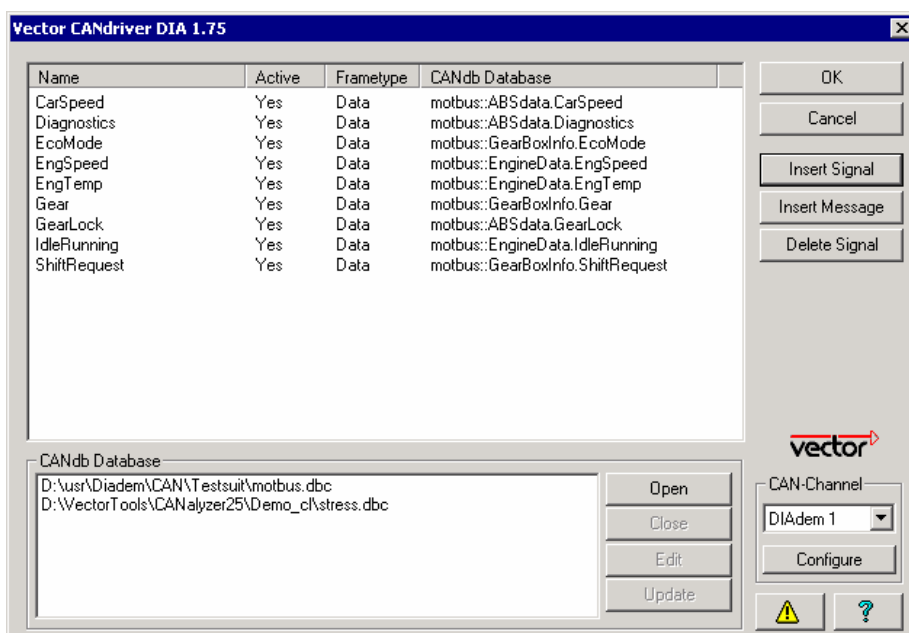 Vector CANdriver DIA 1.75
Name Active Frametype CANdb Database
CarSpeed Yes Data motbus::ABSdata.CarSpeed
Diagnostics Yes Data motbus::ABSdata.Diagnostics
EcoMode Yes Data motbus::GearBoxInfo.EcoMode
EngSpeed Yes Data motbus::EngineData.EngSpeed
EngTemp Yes Data motbus::EngineData.EngTemp
Gear Yes Data motbus::GearBoxInfo.Gear
GearLock Yes Data motbus::ABSdata.GearLock
IdleRunning Yes Data motbus::EngineData.IdleRunning
ShiftRequest Yes Data motbus::GearBoxInfo.ShiftRequest
OK
Cancel
Insert Signal
Insert Message
Delete Signal
vector
CANdb Database
D:\usr\Diadem\CAN\Testsuit\motbus.dbc
D:\VectorTools\CANalyzer25\Demo_cl\stress.dbc
Open
Close
Edit
Update
CAN-Channel
DIAdem 1
Configure
?